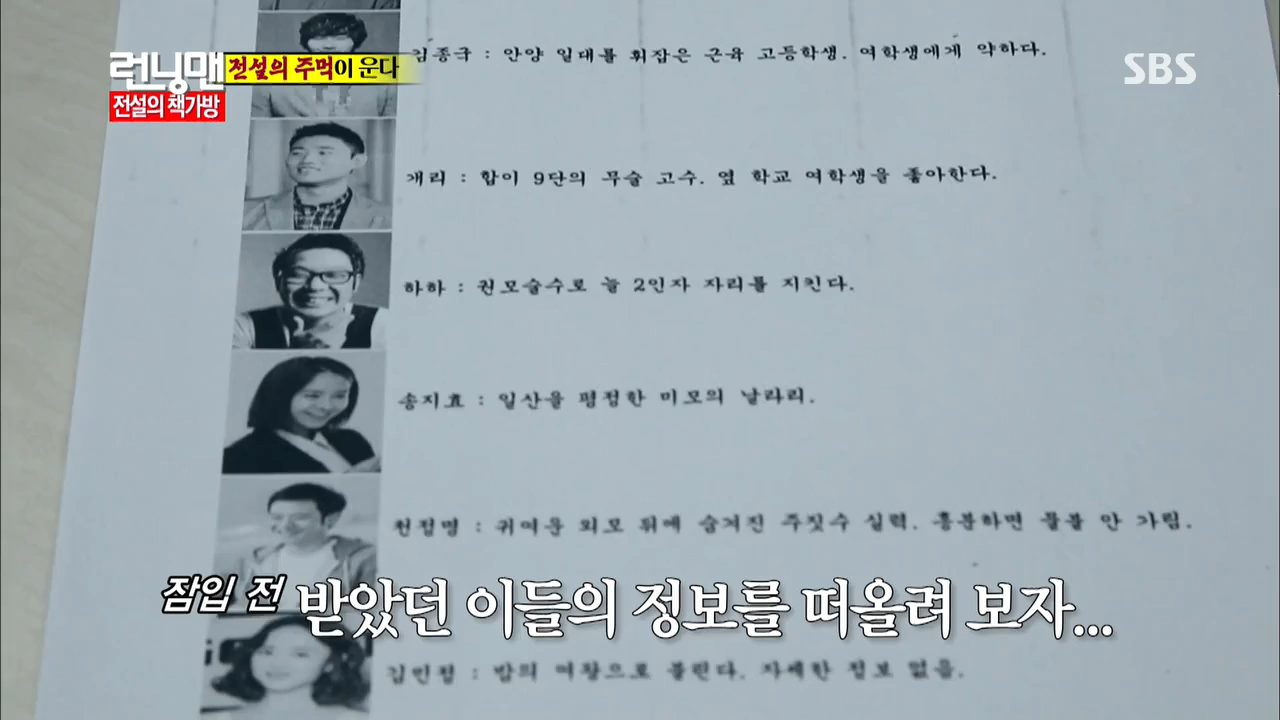 런닝맨
전설의 주먹이 운다
전설의 책가방
SBS
김종국 : 안양 일대를 휘잡은 근육 고등학생. 여학생에게 약하다.
개리 : 합이 9단의 무술 고수. 옆 학교 여학생을 좋아한다.
하하 : 권모술수로 늘 2인자 자리를 지킨다.
송지효 : 일산을 평정한 미모의 날라리.
천정명 : 귀여운 외모 뒤에 숨겨진 주짓수 실력. 흥분하면 물불 안 가림.
잠입 전 받았던 이들의 정보를 떠올려 보자...
김민정 : 밤의 여왕으로 불린다. 자세한 정보 없음.